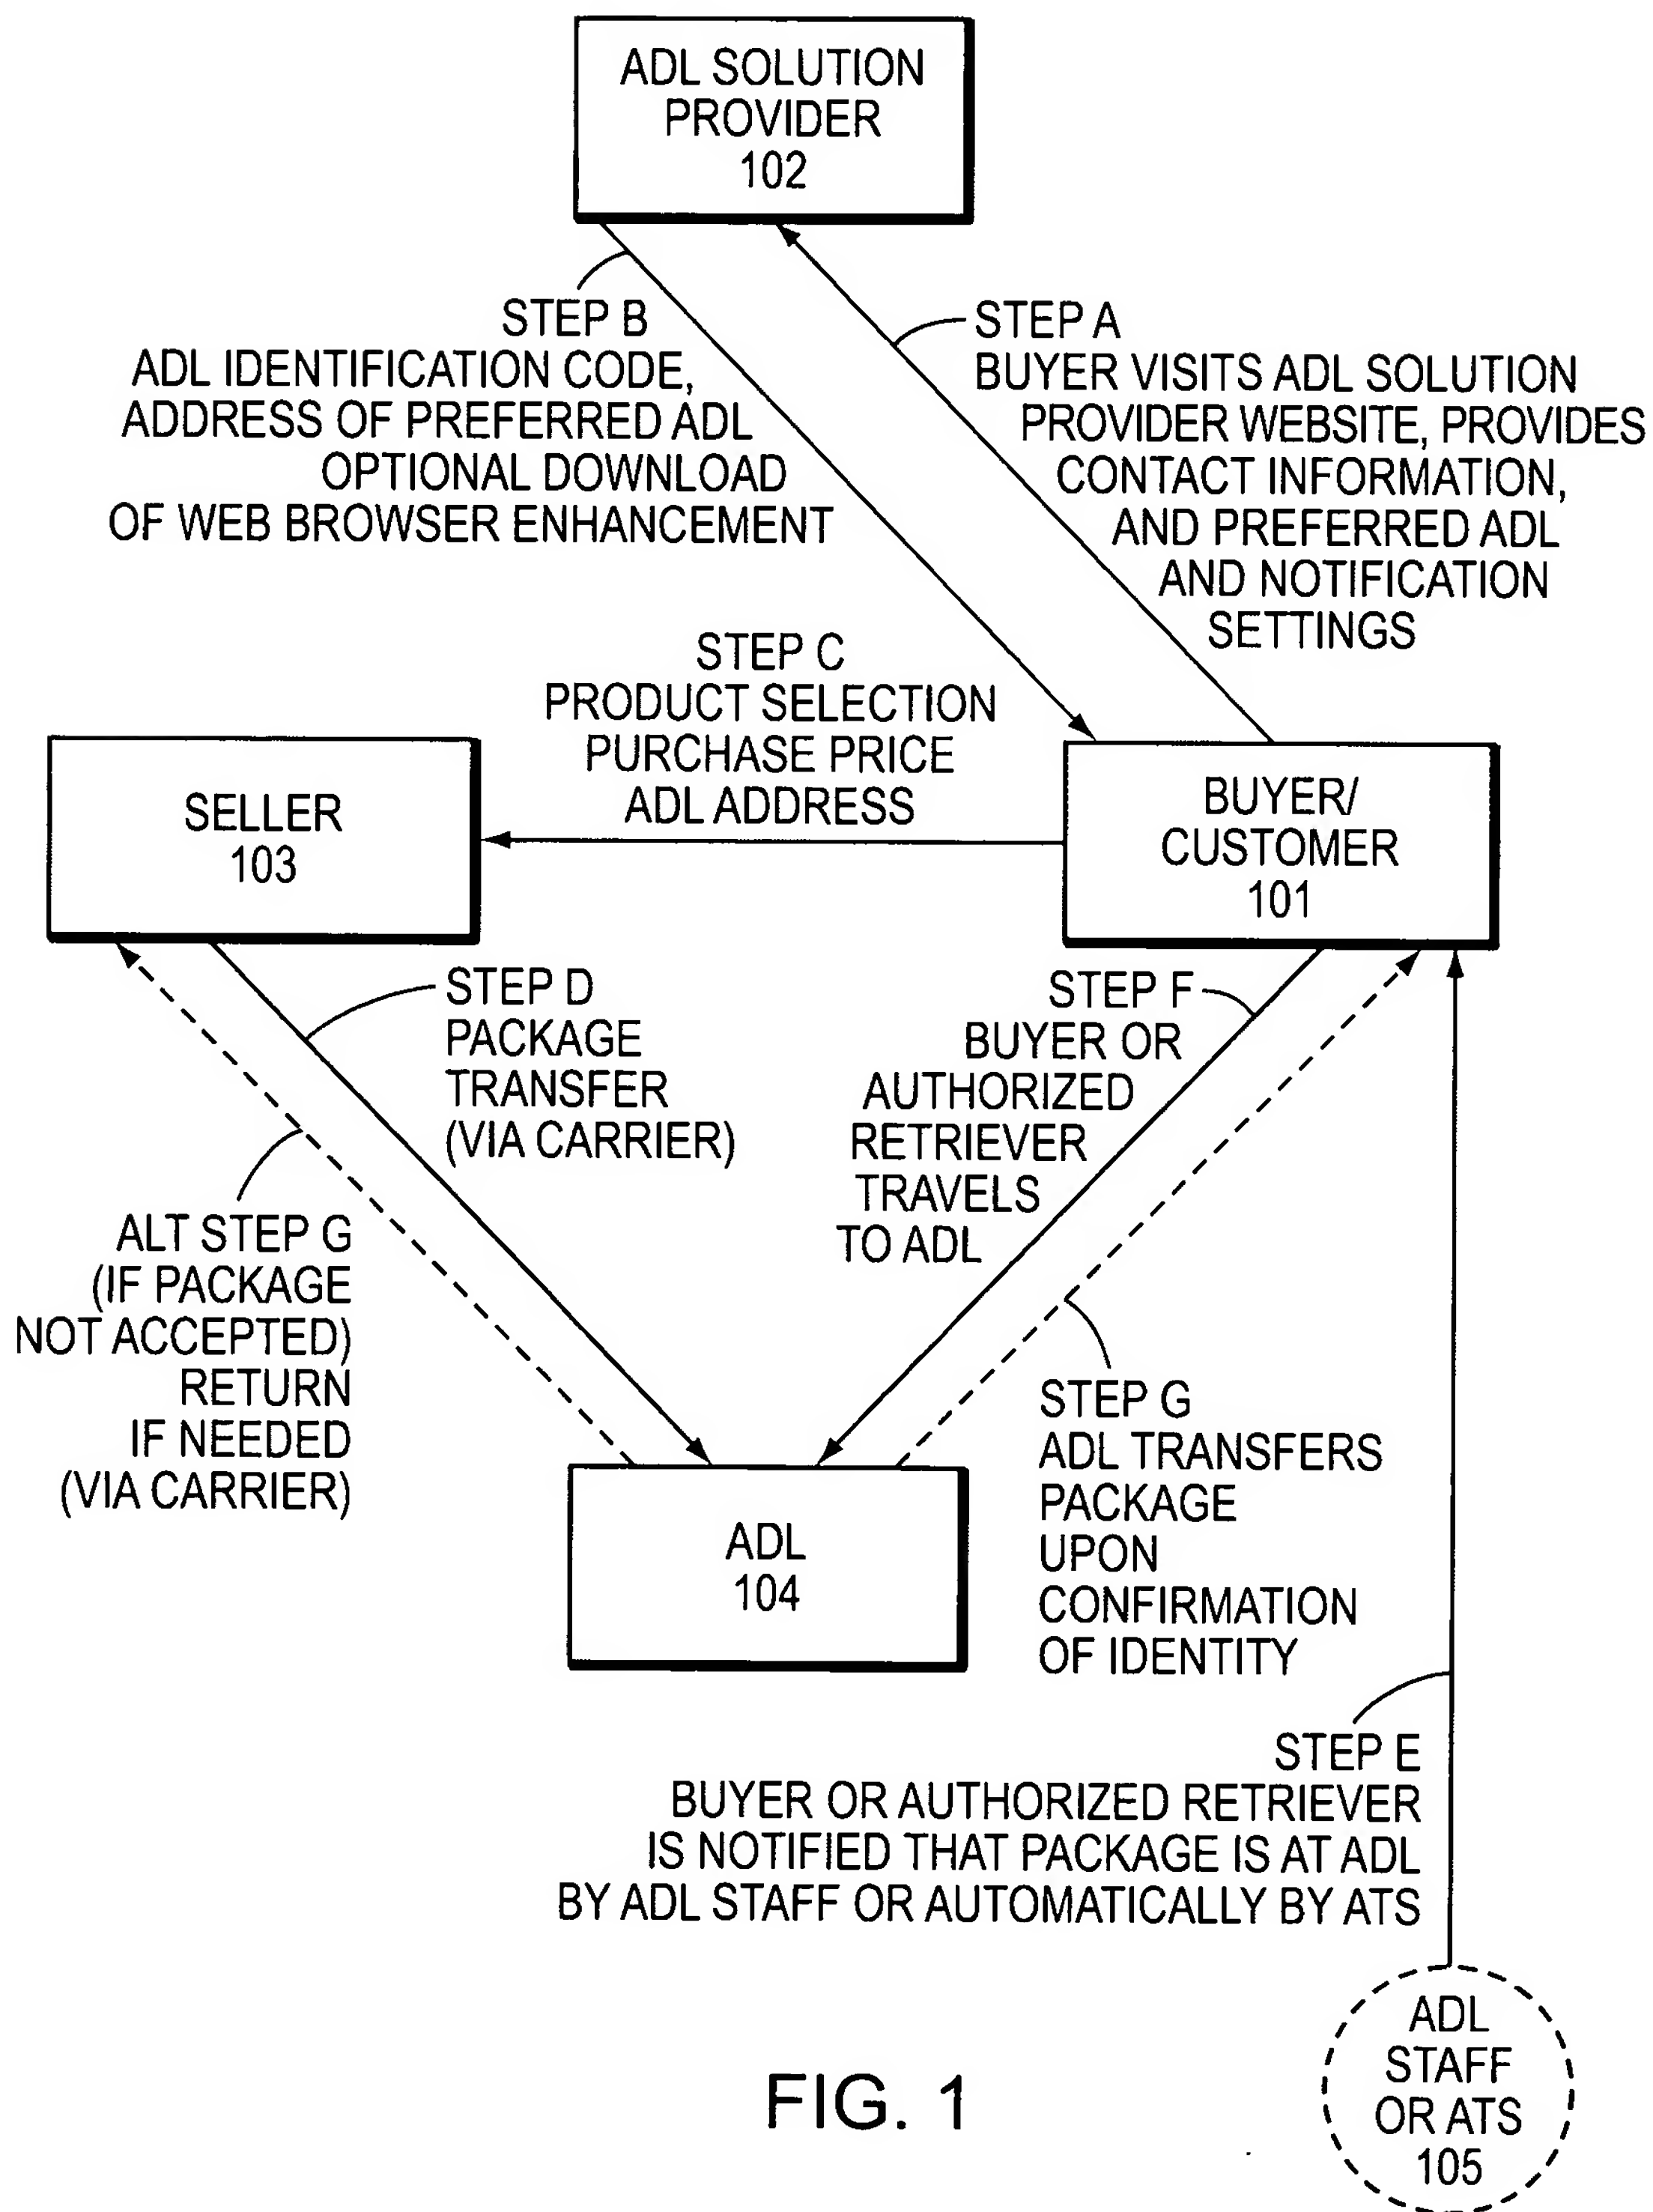 ADL SOLUTION
PROVIDER
102
STEP B
ADL IDENTIFICATION CODE,
ADDRESS OF PREFERRED ADL
OPTIONAL DOWNLOAD
OF WEB BROWSER ENHANCEMENT
STEP A
BUYER VISITS ADL SOLUTION
PROVIDER WEBSITE, PROVIDES
CONTACT INFORMATION,
AND PREFERRED ADL
AND NOTIFICATION
SETTINGS
STEP C
PRODUCT SELECTION
PURCHASE PRICE
ADL ADDRESS
SELLER
103
BUYER/
CUSTOMER
101
STEP D
PACKAGE
TRANSFER
(VIA CARRIER)
STEP F
BUYER OR
AUTHORIZED
RETRIEVER
TRAVELS
TO ADL
ALT STEP G
(IF PACKAGE
NOT ACCEPTED)
RETURN
IF NEEDED
(VIA CARRIER)
STEP G
ADL TRANSFERS
PACKAGE
UPON
CONFIRMATION
OF IDENTITY
ADL
104
STEP E
BUYER OR AUTHORIZED RETRIEVER
IS NOTIFIED THAT PACKAGE IS AT ADL
BY ADL STAFF OR AUTOMATICALLY BY ATS
ADL
STAFF
OR ATS
105
FIG. 1